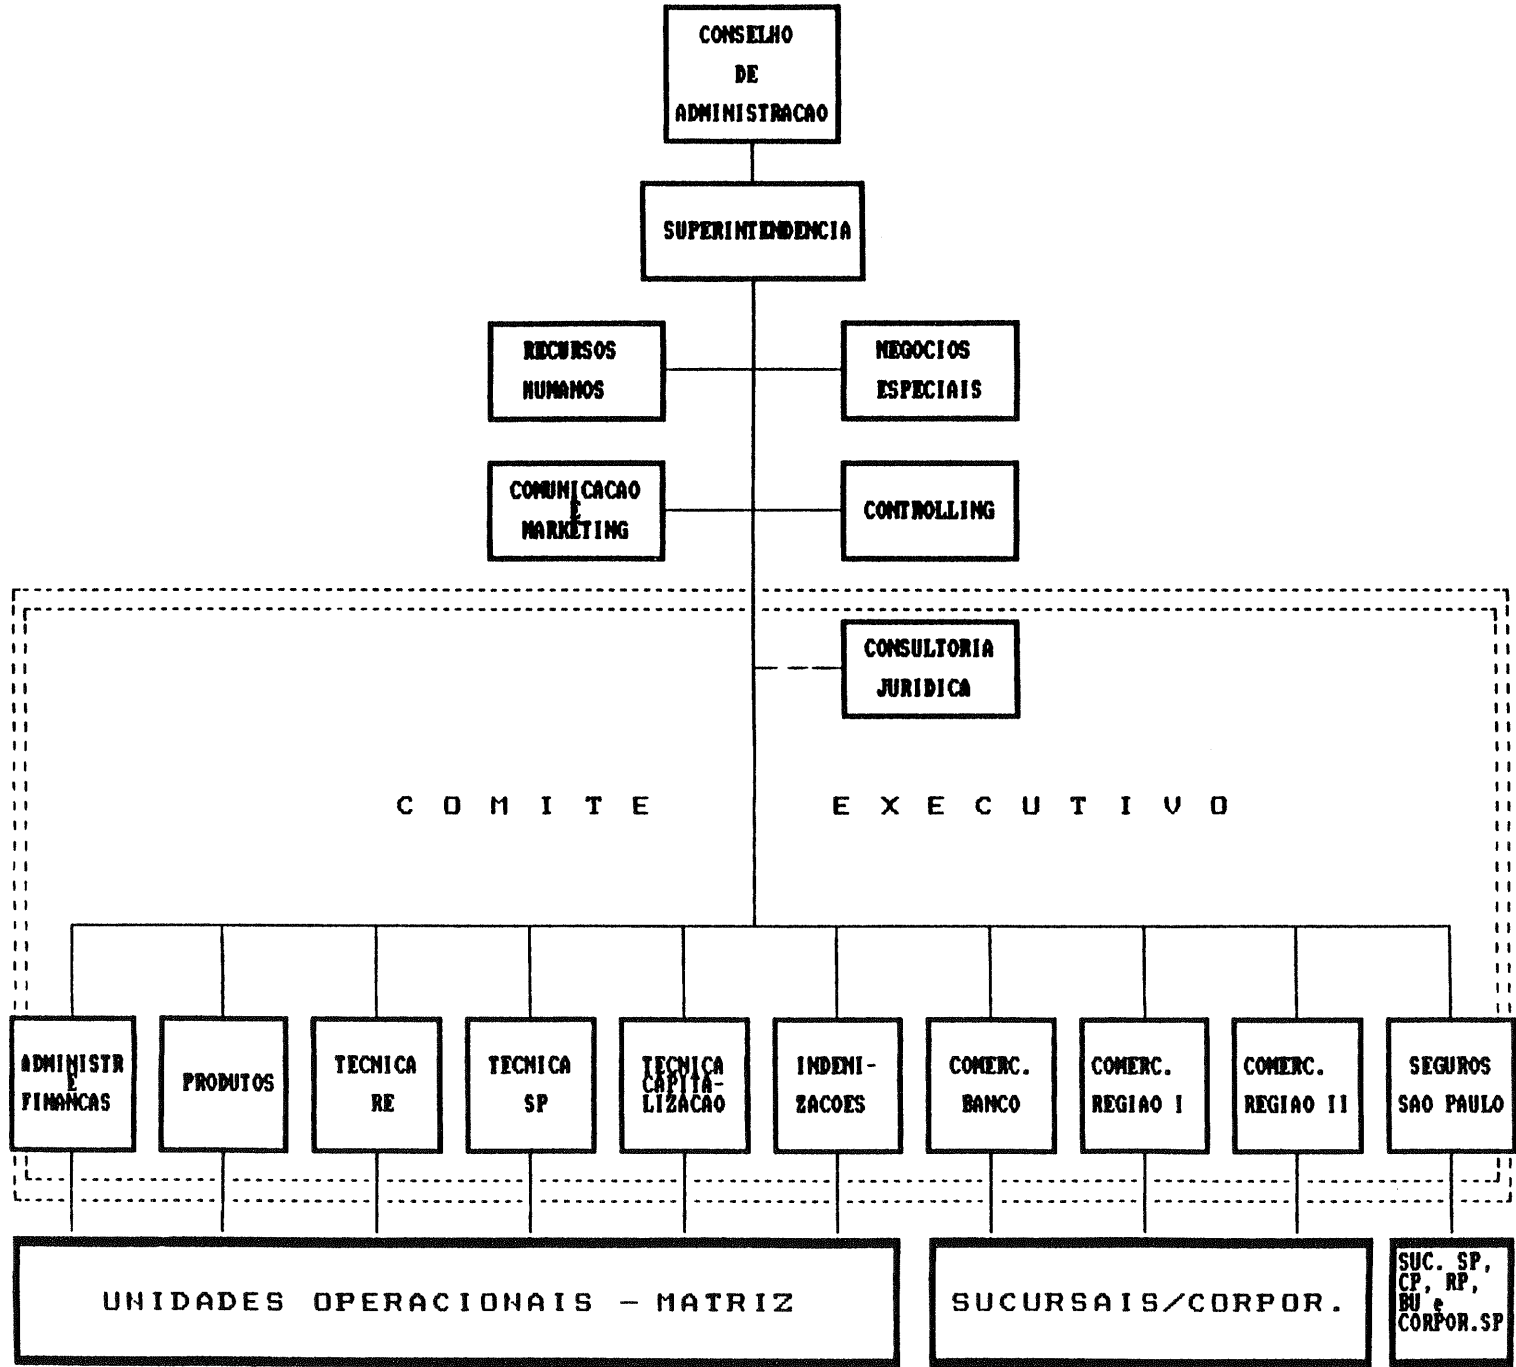 CONSELHO
DE
ADMINISTRACAO
SUPERINTENDENCIA
RECURSOS
HUMANOS
NEGOCIOS
ESPECIAIS
COMUNICACAO
E
MARKETING
CONTROLLING
CONSULTORIA
JURIDICA
COMITE EXECUTIVO
ADMINISTR
E
FINANCAS
PRODUTOS
TECNICA
RE
TECNICA
SP
TECNICA
CAPITA-
LIZACAO
INDENI-
ZACOES
COMERC.
BANCO
COMERC.
REGIAO I
COMERC.
REGIAO II
SEGUROS
SAO PAULO
UNIDADES OPERACIONAIS - MATRIZ
SUCURSAIS/CORPOR.
SUC. SP,
CP, RP,
BU e
CORPOR.SP